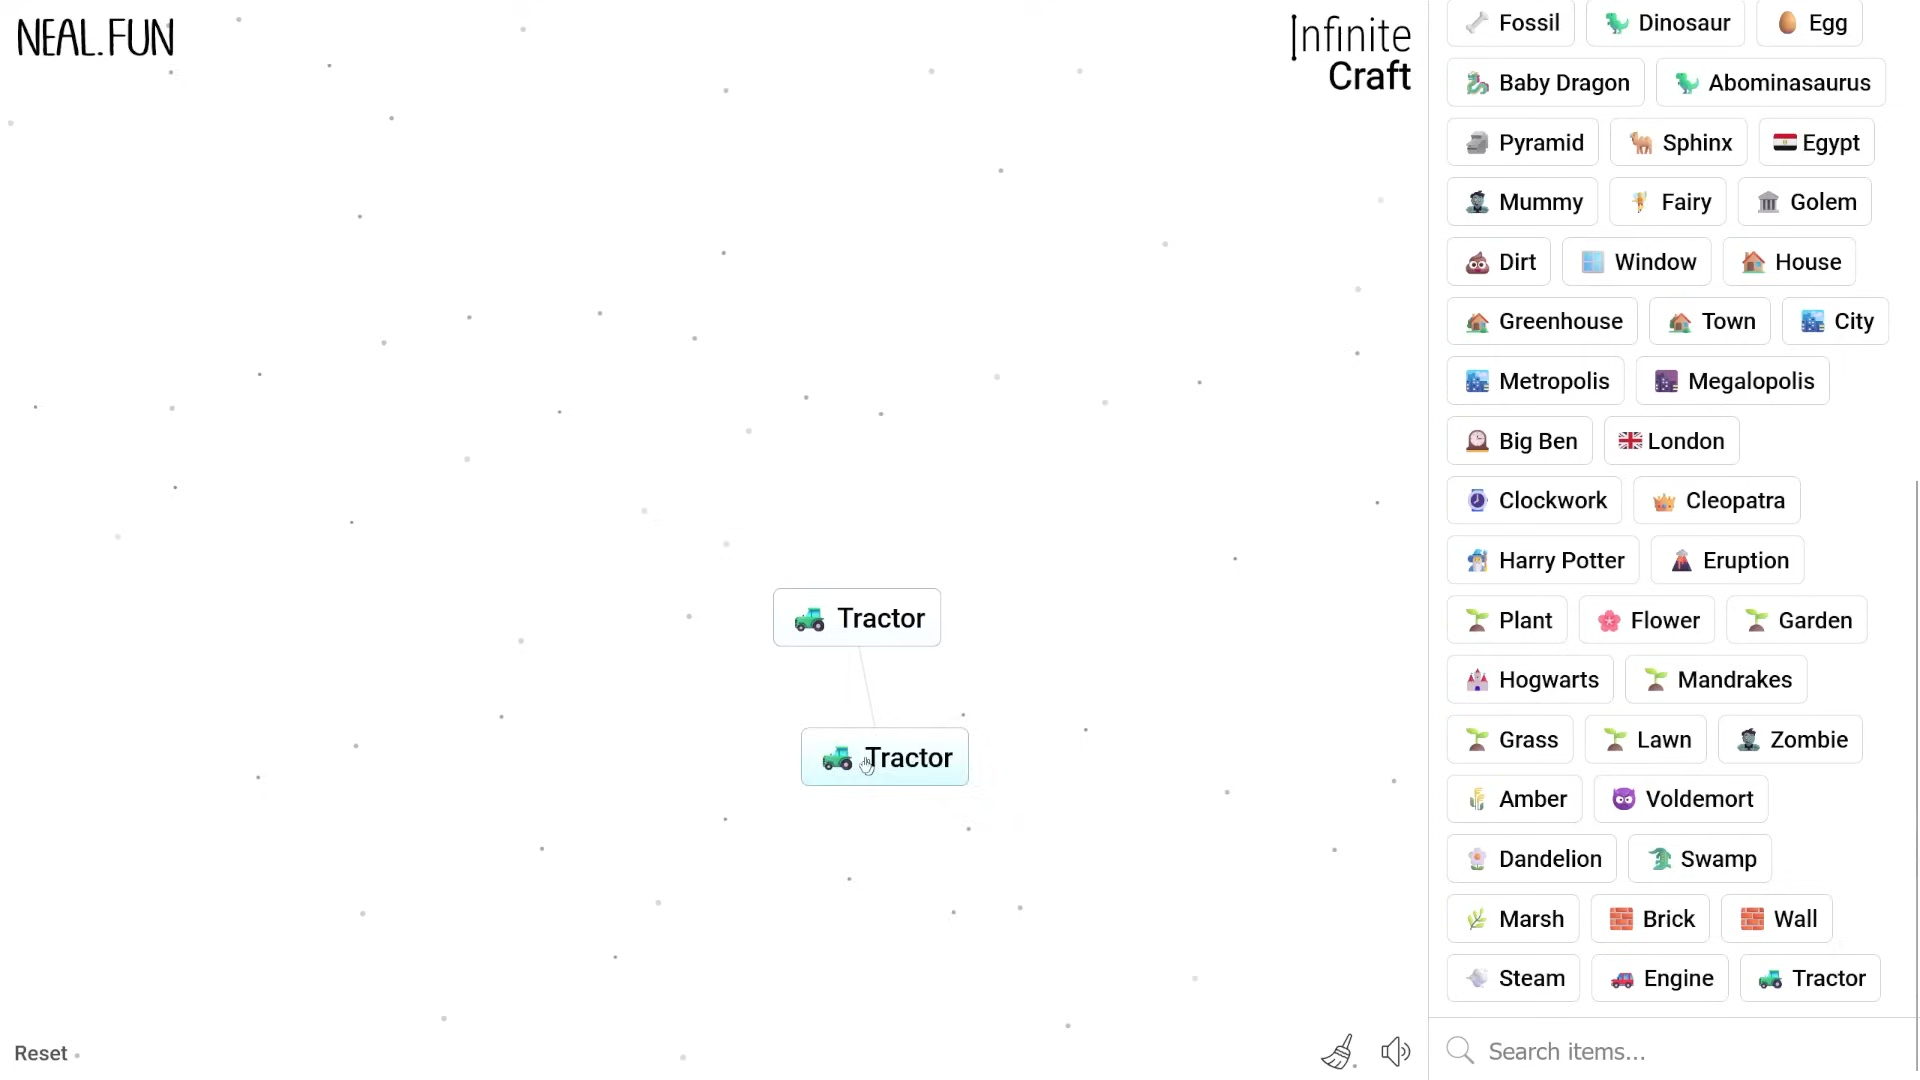 NEAL.FUN
Infinite
Craft
Tractor
Tractor
Reset
Fossil Dinosaur Egg
Baby Dragon Abominasaurus
Pyramid Sphinx Egypt
Mummy Fairy Golem
Dirt Window House
Greenhouse Town City
Metropolis Megalopolis
Big Ben London
Clockwork Cleopatra
Harry Potter Eruption
Plant Flower Garden
Hogwarts Mandrakes
Grass Lawn Zombie
Amber Voldemort
Dandelion Swamp
Marsh Brick Wall
Steam Engine Tractor
Search items...